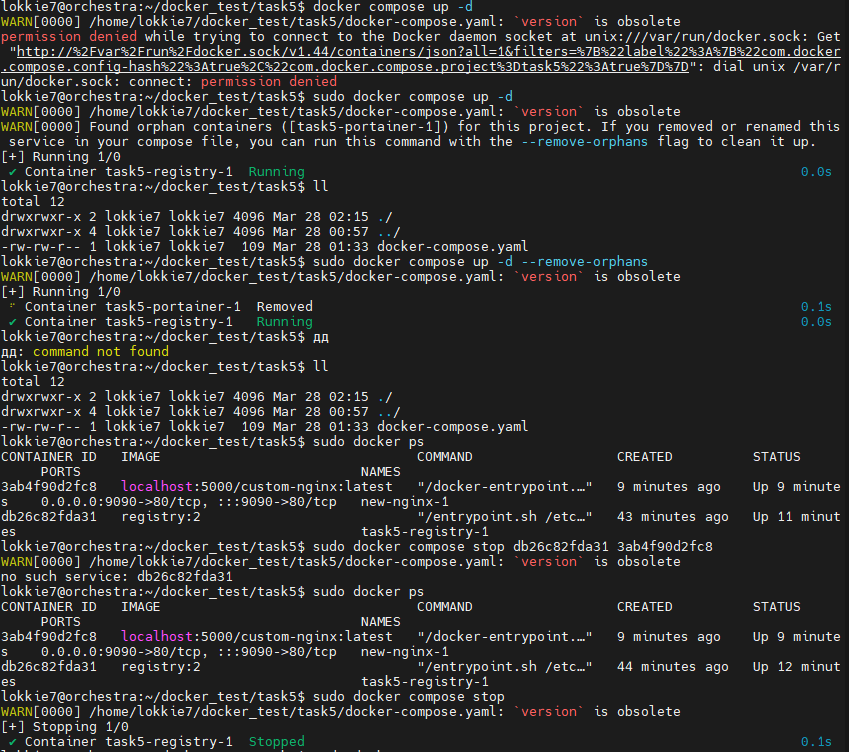 lokkie7@orchestra:~/docker_test/task5$ docker compose up -d
WARN[0000] /home/lokkie7/docker_test/task5/docker-compose.yaml: `version` is obsolete
permission denied while trying to connect to the Docker daemon socket at unix:///var/run/docker.sock: Get
"http://%2Fvar%2Frun%2Fdocker.sock/v1.44/containers/json?all=1&filters=%7B%22label%22%3A%7B%22com.docker
.compose.config-hash%22%3Atrue%2C%22com.docker.compose.project%3Dtask5%22%3Atrue%7D%7D": dial unix /var/r
un/docker.sock: connect: permission denied
lokkie7@orchestra:~/docker_test/task5$ sudo docker compose up -d
WARN[0000] /home/lokkie7/docker_test/task5/docker-compose.yaml: `version` is obsolete
WARN[0000] Found orphan containers ([task5-portainer-1]) for this project. If you removed or renamed this
service in your compose file, you can run this command with the --remove-orphans flag to clean it up.
[+] Running 1/0
✔ Container task5-registry-1 Running 0.0s
lokkie7@orchestra:~/docker_test/task5$ ll
total 12
drwxrwxr-x 2 lokkie7 lokkie7 4096 Mar 28 02:15 ./
drwxrwxr-x 4 lokkie7 lokkie7 4096 Mar 28 00:57 ../
-rw-rw-r-- 1 lokkie7 lokkie7 109 Mar 28 01:33 docker-compose.yaml
lokkie7@orchestra:~/docker_test/task5$ sudo docker compose up -d --remove-orphans
WARN[0000] /home/lokkie7/docker_test/task5/docker-compose.yaml: `version` is obsolete
[+] Running 1/0
Container task5-portainer-1 Removed 0.1s
✔ Container task5-registry-1 Running 0.0s
lokkie7@orchestra:~/docker_test/task5$ дд
дд: command not found
lokkie7@orchestra:~/docker_test/task5$ ll
total 12
drwxrwxr-x 2 lokkie7 lokkie7 4096 Mar 28 02:15 ./
drwxrwxr-x 4 lokkie7 lokkie7 4096 Mar 28 00:57 ../
-rw-rw-r-- 1 lokkie7 lokkie7 109 Mar 28 01:33 docker-compose.yaml
lokkie7@orchestra:~/docker_test/task5$ sudo docker ps
CONTAINER ID IMAGE COMMAND CREATED STATUS
PORTS NAMES
3ab4f90d2fc8 localhost:5000/custom-nginx:latest "/docker-entrypoint.…" 9 minutes ago Up 9 minute
s 0.0.0.0:9090->80/tcp, :::9090->80/tcp new-nginx-1
db26c82fda31 registry:2 "/entrypoint.sh /etc…" 43 minutes ago Up 11 minut
es task5-registry-1
lokkie7@orchestra:~/docker_test/task5$ sudo docker compose stop db26c82fda31 3ab4f90d2fc8
WARN[0000] /home/lokkie7/docker_test/task5/docker-compose.yaml: `version` is obsolete
no such service: db26c82fda31
lokkie7@orchestra:~/docker_test/task5$ sudo docker ps
CONTAINER ID IMAGE COMMAND CREATED STATUS
PORTS NAMES
3ab4f90d2fc8 localhost:5000/custom-nginx:latest "/docker-entrypoint.…" 9 minutes ago Up 9 minute
s 0.0.0.0:9090->80/tcp, :::9090->80/tcp new-nginx-1
db26c82fda31 registry:2 "/entrypoint.sh /etc…" 44 minutes ago Up 12 minut
es task5-registry-1
lokkie7@orchestra:~/docker_test/task5$ sudo docker compose stop
WARN[0000] /home/lokkie7/docker_test/task5/docker-compose.yaml: `version` is obsolete
[+] Stopping 1/0
✔ Container task5-registry-1 Stopped 0.1s